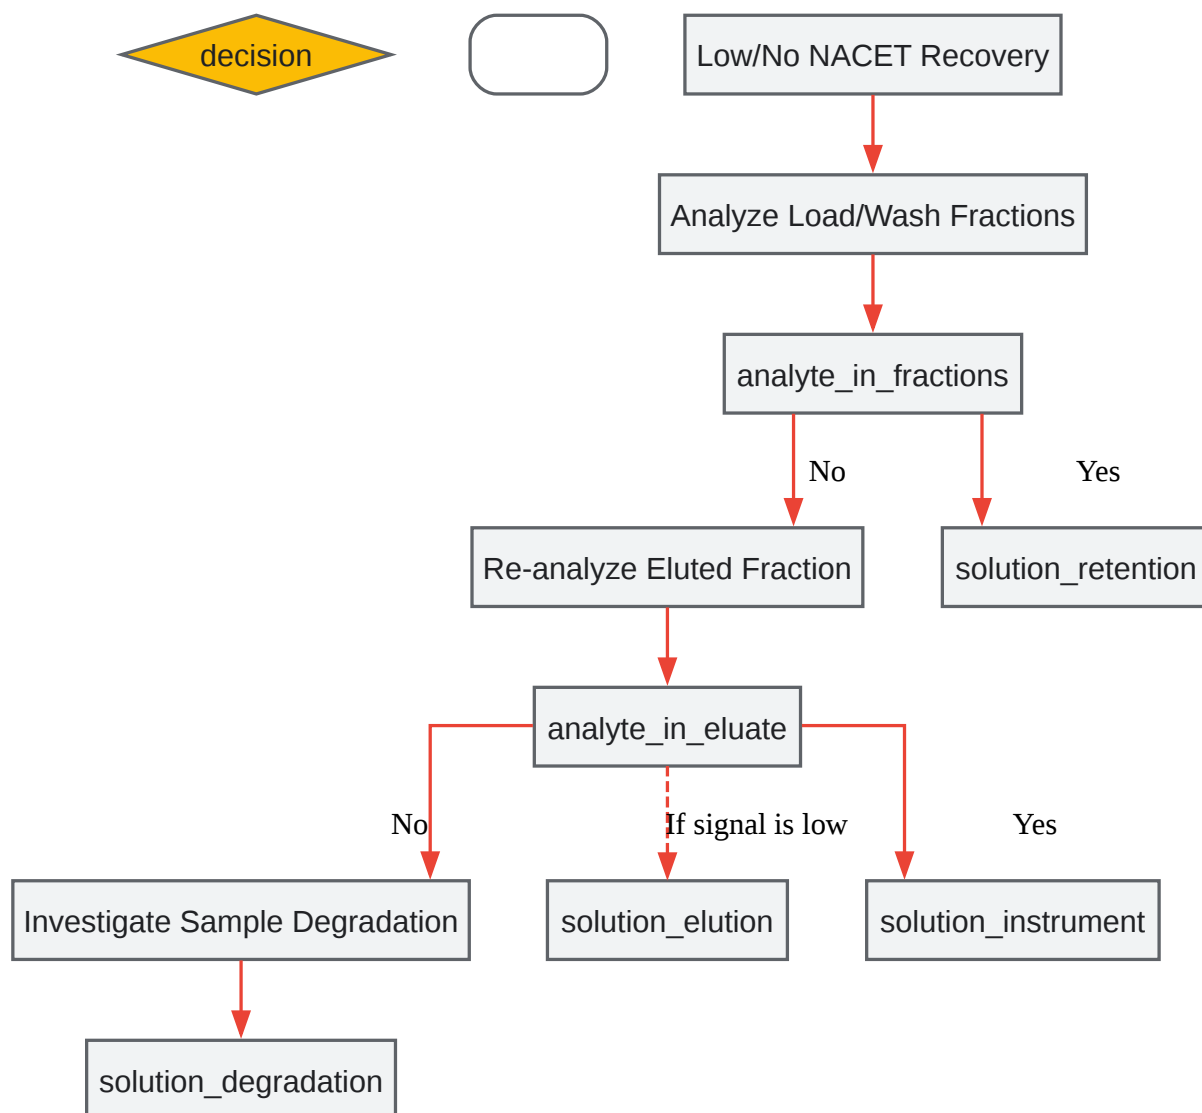 decision
Low/No NACET Recovery
Analyze Load/Wash Fractions
analyte_in_fractions
No
Yes
Re-analyze Eluted Fraction
solution_retention
analyte_in_eluate
No
If signal is low
Yes
Investigate Sample Degradation
solution_elution
solution_instrument
solution_degradation